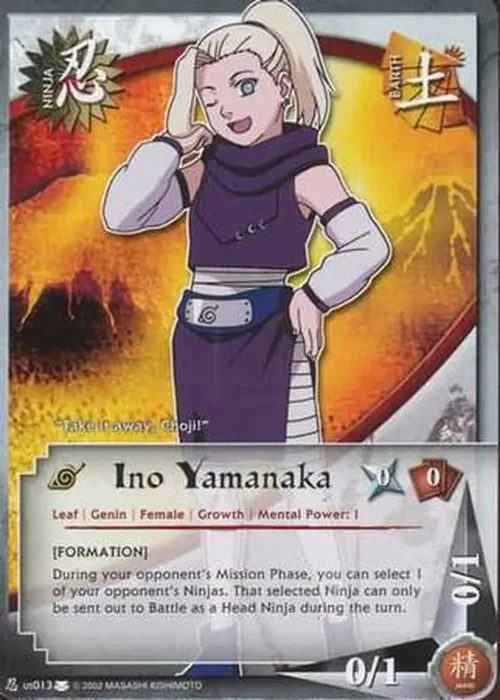 忍
NINJA
土
EARTH
"Take it away, Choji!"
Ino Yamanaka
0
0
Leaf | Genin | Female | Growth | Mental Power: 1
[FORMATION]
During your opponent's Mission Phase, you can select 1
of your opponent's Ninjas. That selected Ninja can only
be sent out to Battle as a Head Ninja during the turn.
0/1
0/1
精
MIND
忍 US013 © 2002 MASASHI KISHIMOTO